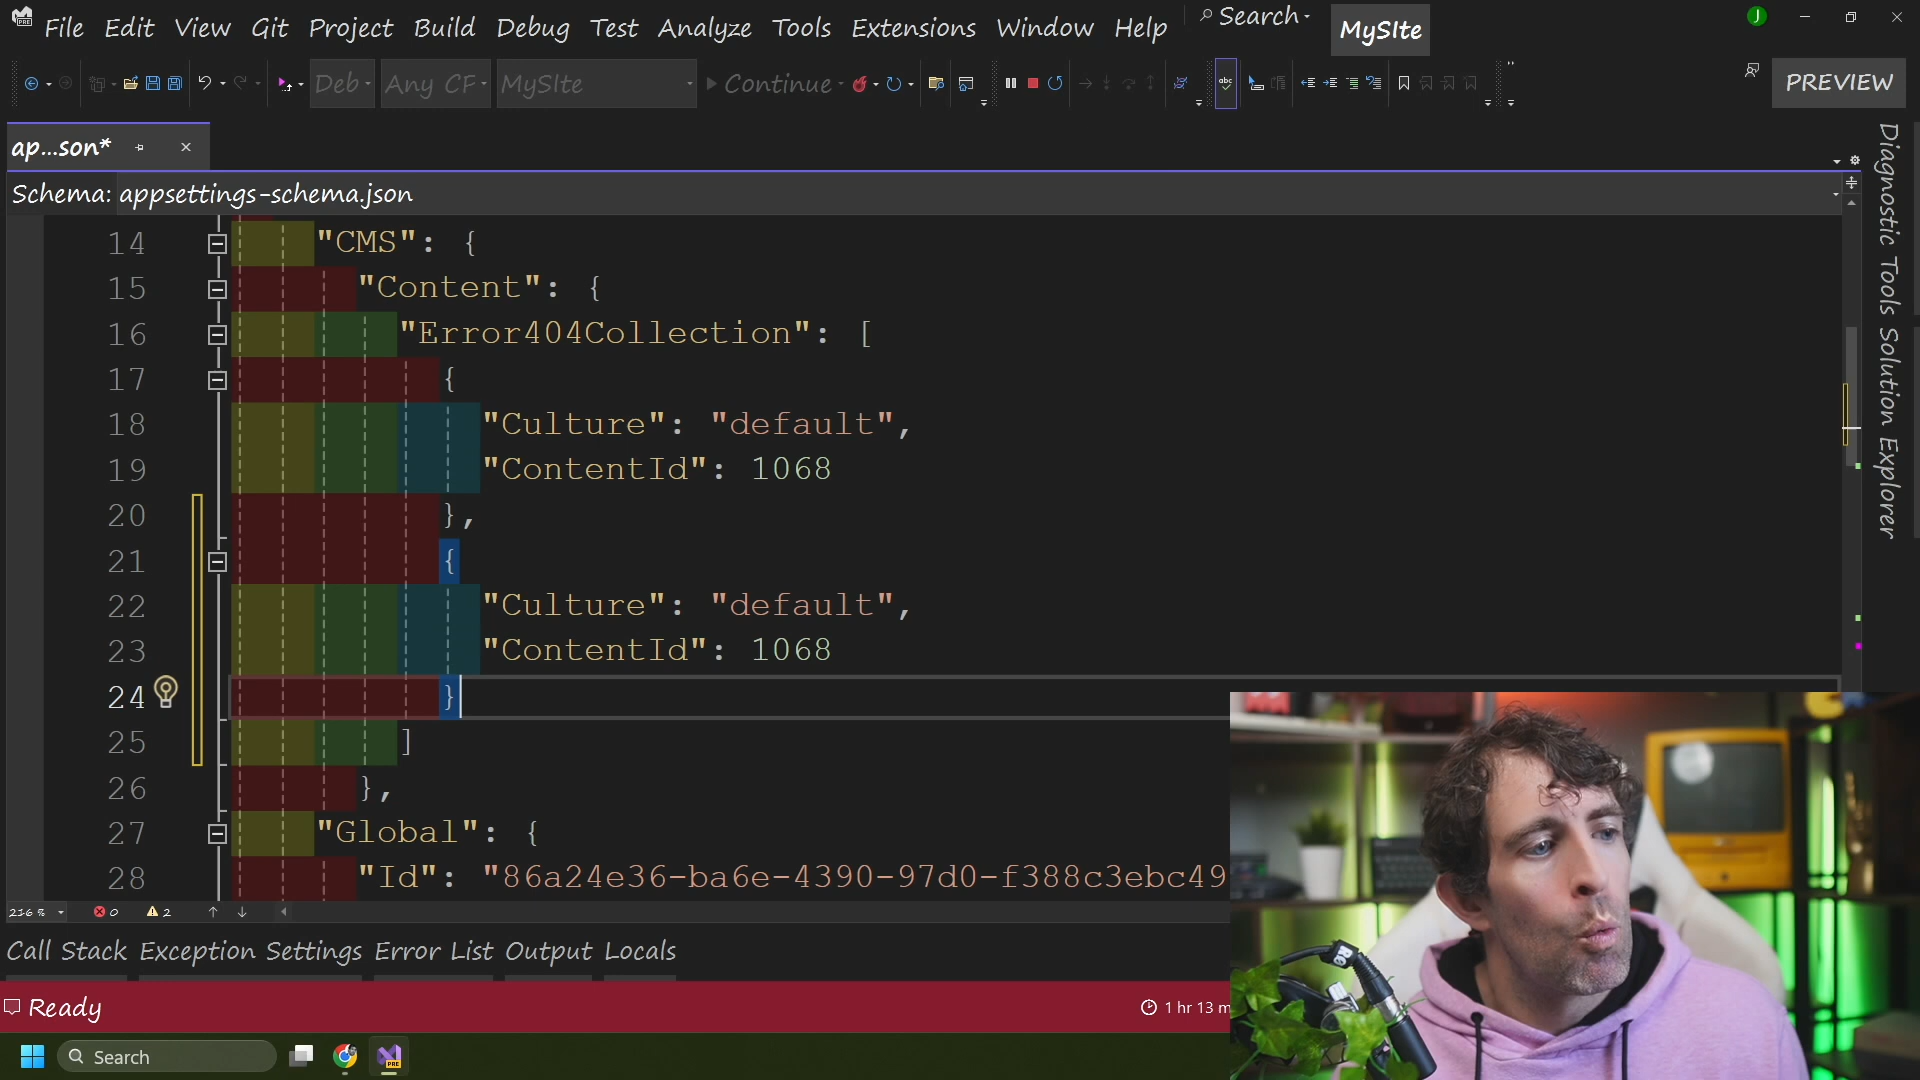 File Edit View Git Project Build Debug Test Analyze Tools Extensions Window Help Search MySIte
Deb Any CF MySIte Continue PREVIEW
ap...son*
Schema: appsettings-schema.json
14 "CMS": {
15 "Content": {
16 "Error404Collection": [
17 {
18 "Culture": "default",
19 "ContentId": 1068
20 },
21 {
22 "Culture": "default",
23 "ContentId": 1068
24 }
25 ]
26 },
27 "Global": {
28 "Id": "86a24e36-ba6e-4390-97d0-f388c3ebc49
Diagnostic Tools
Solution Explorer
216 % 0 2
Call Stack Exception Settings Error List Output Locals
Ready 1 hr 13 m
Search